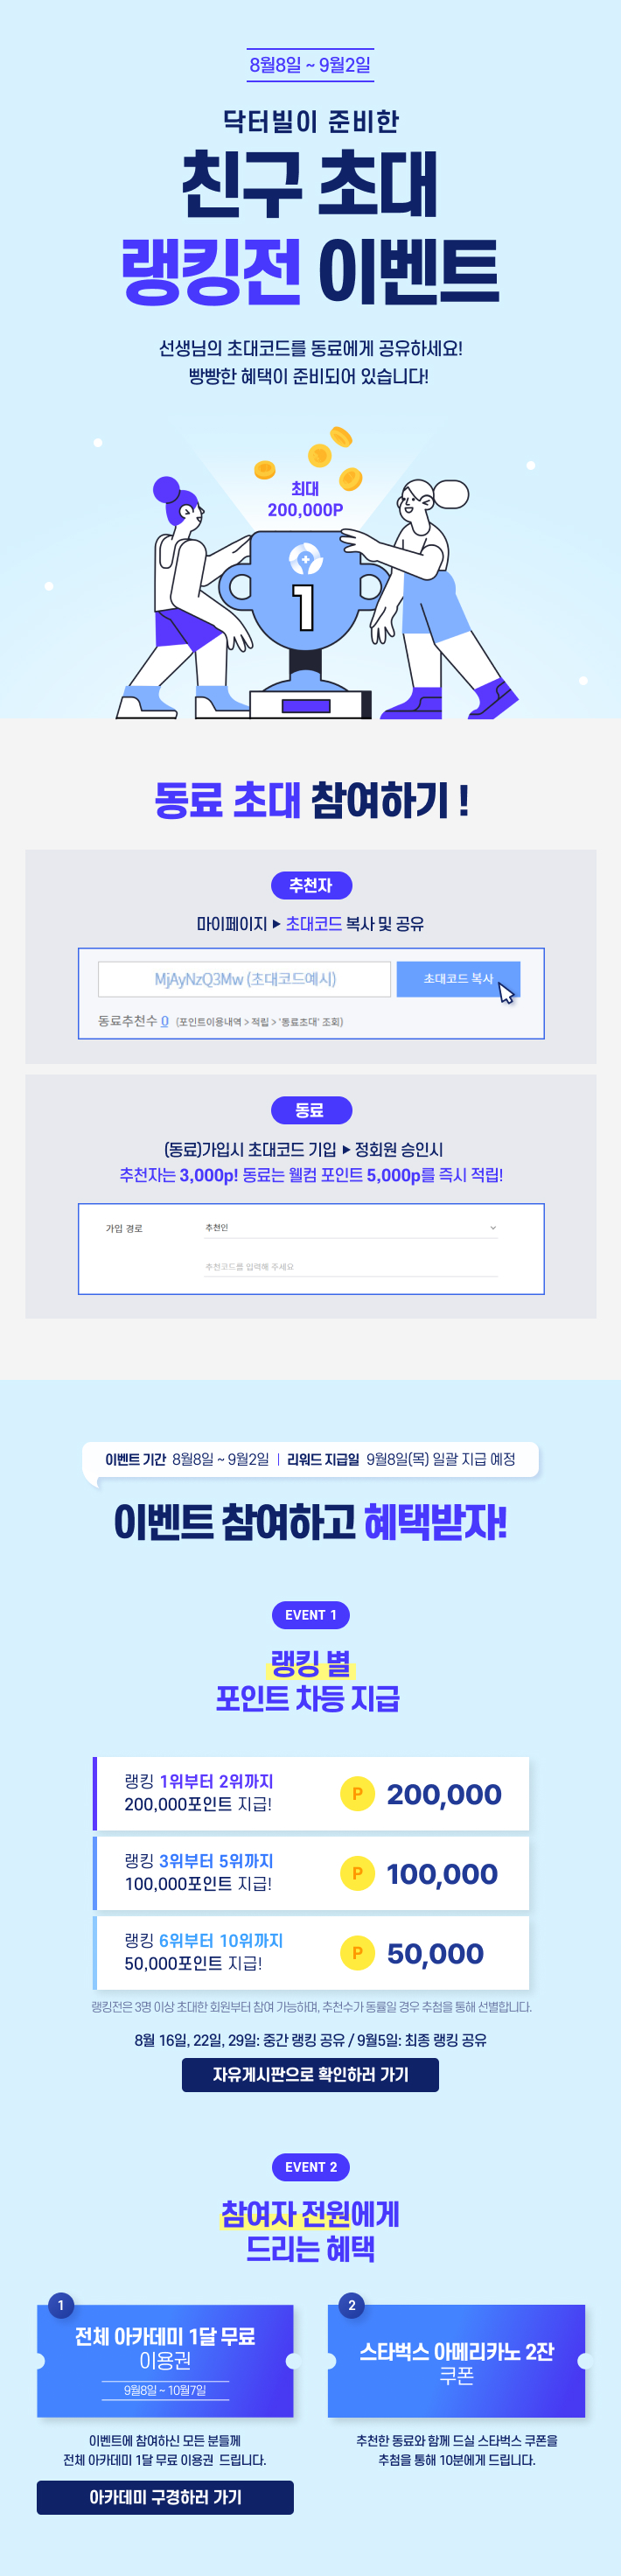 8월8일 ~ 9월2일
닥터빌이 준비한
친구 초대
랭킹전 이벤트
선생님의 초대코드를 동료에게 공유하세요!
빵빵한 혜택이 준비되어 있습니다!
최대
200,000P
1
동료 초대 참여하기 !
추천자
마이페이지 ▶ 초대코드 복사 및 공유
MjAyNzQ3Mw (초대코드예시)
초대코드 복사
동료추천수 0 (포인트이용내역 > 적립 > '동료초대' 조회)
동료
(동료)가입시 초대코드 기입 ▶ 정회원 승인시
추천자는 3,000p! 동료는 웰컴 포인트 5,000p를 즉시 적립!
가입 경로
추천인
추천코드를 입력해 주세요
이벤트 기간 8월8일 ~ 9월2일 | 리워드 지급일 9월8일(목) 일괄 지급 예정
이벤트 참여하고 혜택받자!
EVENT 1
랭킹 별
포인트 차등 지급
랭킹 1위부터 2위까지
200,000포인트 지급!
P 200,000
랭킹 3위부터 5위까지
100,000포인트 지급!
P 100,000
랭킹 6위부터 10위까지
50,000포인트 지급!
P 50,000
랭킹전은 3명 이상 초대한 회원부터 참여 가능하며, 추천수가 동률일 경우 추첨을 통해 선별합니다.
8월 16일, 22일, 29일: 중간 랭킹 공유 / 9월5일: 최종 랭킹 공유
자유게시판으로 확인하러 가기
EVENT 2
참여자 전원에게
드리는 혜택
1
전체 아카데미 1달 무료
이용권
9월8일 ~ 10월7일
이벤트에 참여하신 모든 분들께
전체 아카데미 1달 무료 이용권 드립니다.
아카데미 구경하러 가기
2
스타벅스 아메리카노 2잔
쿠폰
추천한 동료와 함께 드실 스타벅스 쿠폰을
추첨을 통해 10분에게 드립니다.